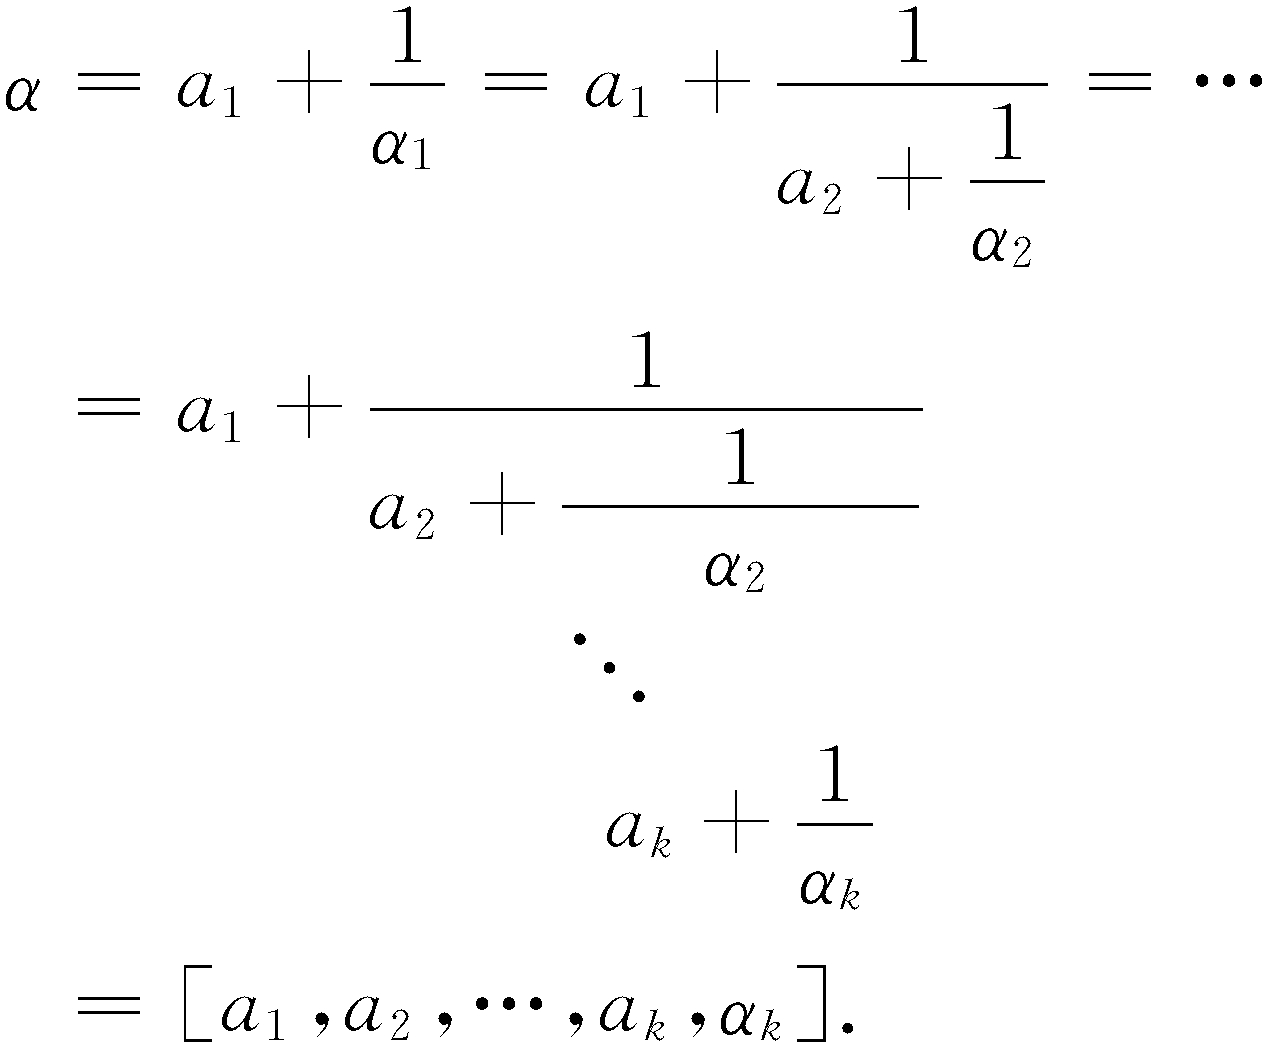 α = a₁ + 1/α₁ = a₁ + 1/(a₂ + 1/α₂) = ⋯
= a₁ + 1/(a₂ + 1/(α₂ ⋱ a_k + 1/α_k))
= [a₁,a₂,⋯,a_k,α_k].